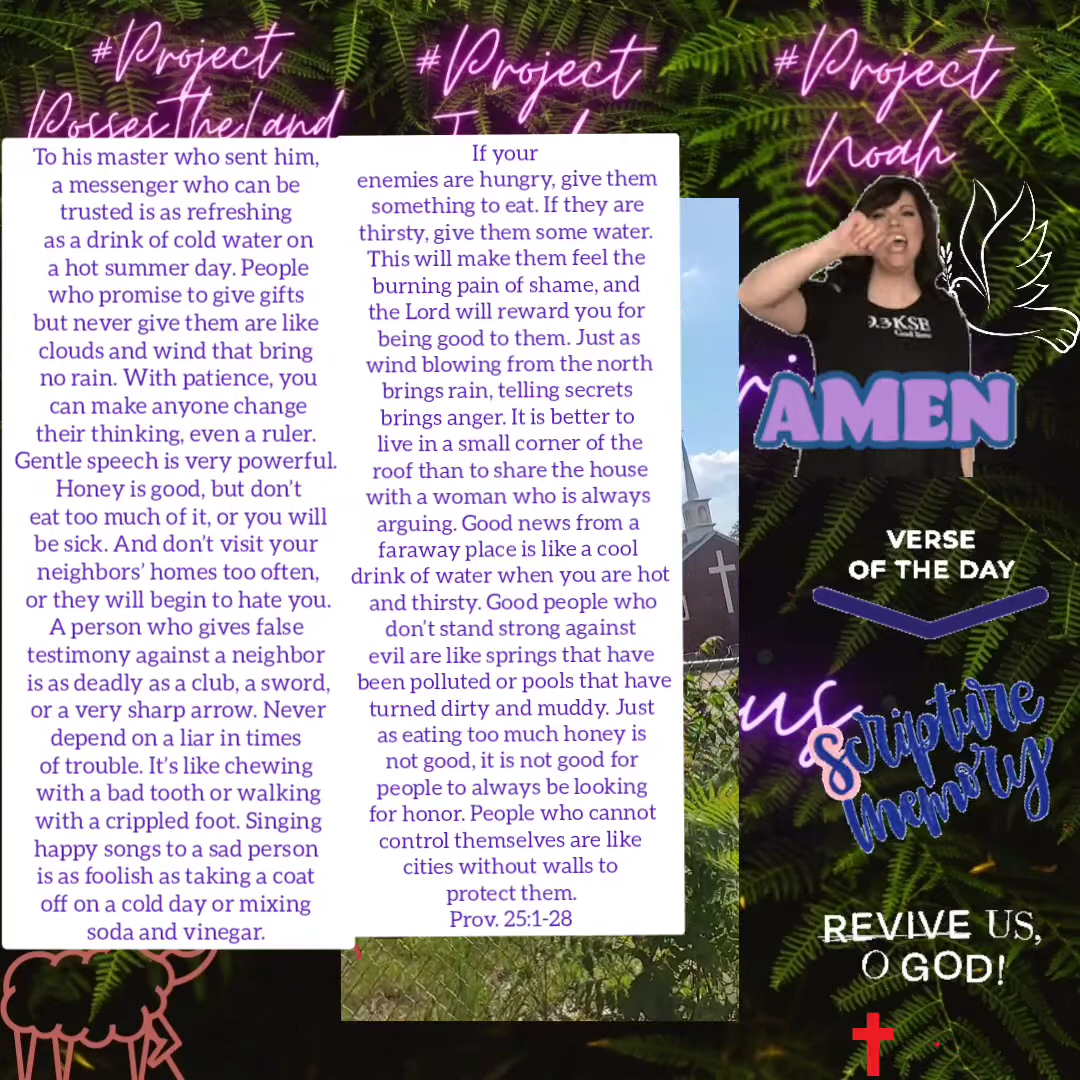 #Project
PossesTheLand
#Project
#Project
Noah
To his master who sent him,
a messenger who can be
trusted is as refreshing
as a drink of cold water on
a hot summer day. People
who promise to give gifts
but never give them are like
clouds and wind that bring
no rain. With patience, you
can make anyone change
their thinking, even a ruler.
Gentle speech is very powerful.
Honey is good, but don’t
eat too much of it, or you will
be sick. And don’t visit your
neighbors’ homes too often,
or they will begin to hate you.
A person who gives false
testimony against a neighbor
is as deadly as a club, a sword,
or a very sharp arrow. Never
depend on a liar in times
of trouble. It’s like chewing
with a bad tooth or walking
with a crippled foot. Singing
happy songs to a sad person
is as foolish as taking a coat
off on a cold day or mixing
soda and vinegar.
If your
enemies are hungry, give them
something to eat. If they are
thirsty, give them some water.
This will make them feel the
burning pain of shame, and
the Lord will reward you for
being good to them. Just as
wind blowing from the north
brings rain, telling secrets
brings anger. It is better to
live in a small corner of the
roof than to share the house
with a woman who is always
arguing. Good news from a
faraway place is like a cool
drink of water when you are hot
and thirsty. Good people who
don’t stand strong against
evil are like springs that have
been polluted or pools that have
turned dirty and muddy. Just
as eating too much honey is
not good, it is not good for
people to always be looking
for honor. People who cannot
control themselves are like
cities without walls to
protect them.
Prov. 25:1-28
9.3 KSB
AMEN
VERSE
OF THE DAY
us
Scripture
Memory
REVIVE US,
O GOD!